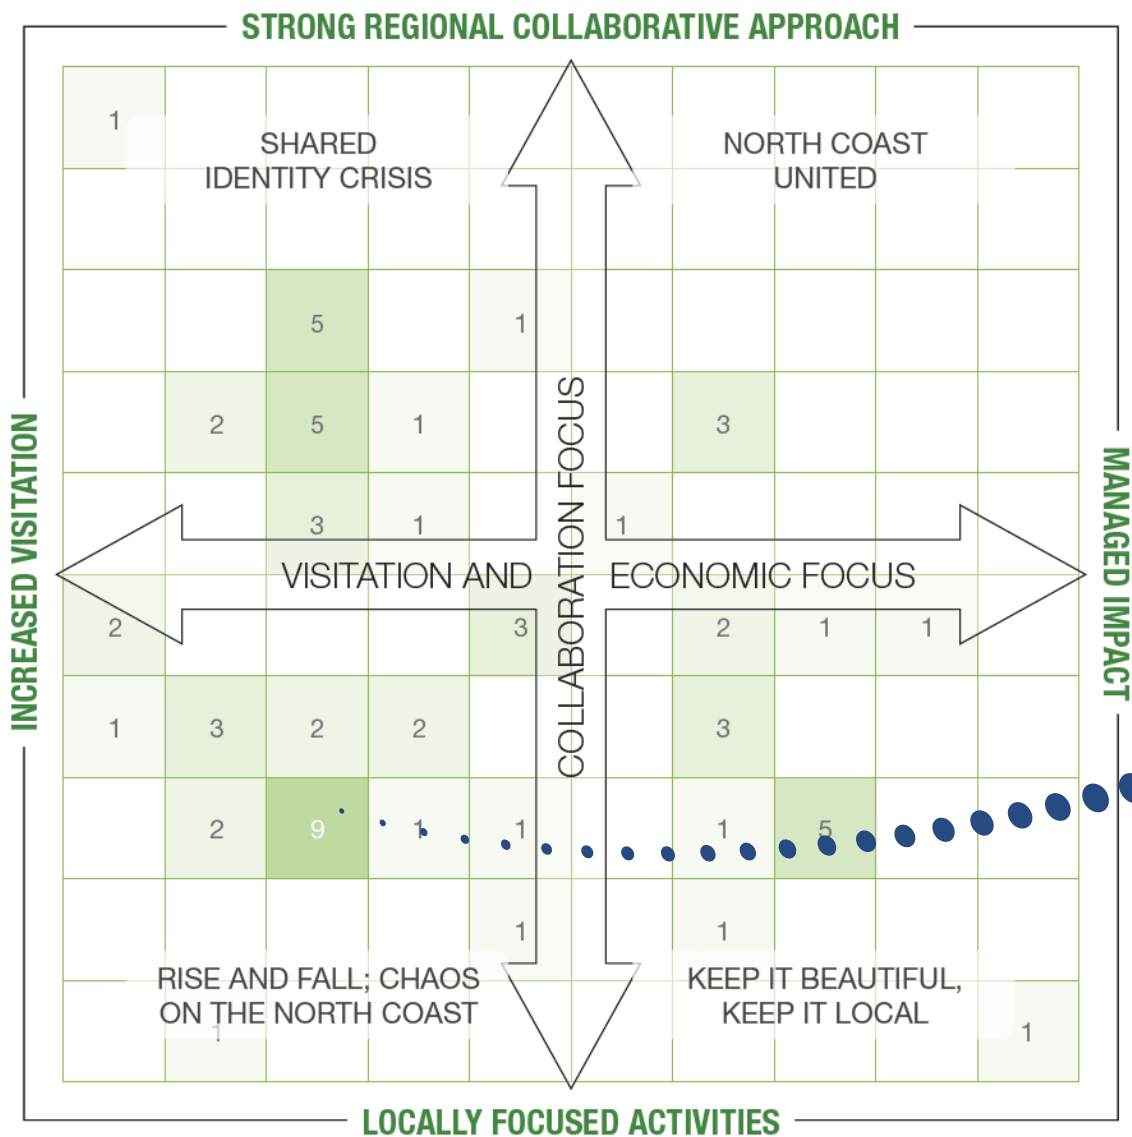 STRONG REGIONAL COLLABORATIVE APPROACH
1
SHARED
IDENTITY CRISIS
NORTH COAST
UNITED
5 1
2 5 1 3
3 1 1
INCREASED VISITATION
VISITATION AND ECONOMIC FOCUS
COLLABORATION FOCUS
MANAGED IMPACT
2 3 2 1 1
1 3 2 2 3
2 9 1 1 1 5
1 1
RISE AND FALL; CHAOS
ON THE NORTH COAST
KEEP IT BEAUTIFUL,
KEEP IT LOCAL
1 1
LOCALLY FOCUSED ACTIVITIES